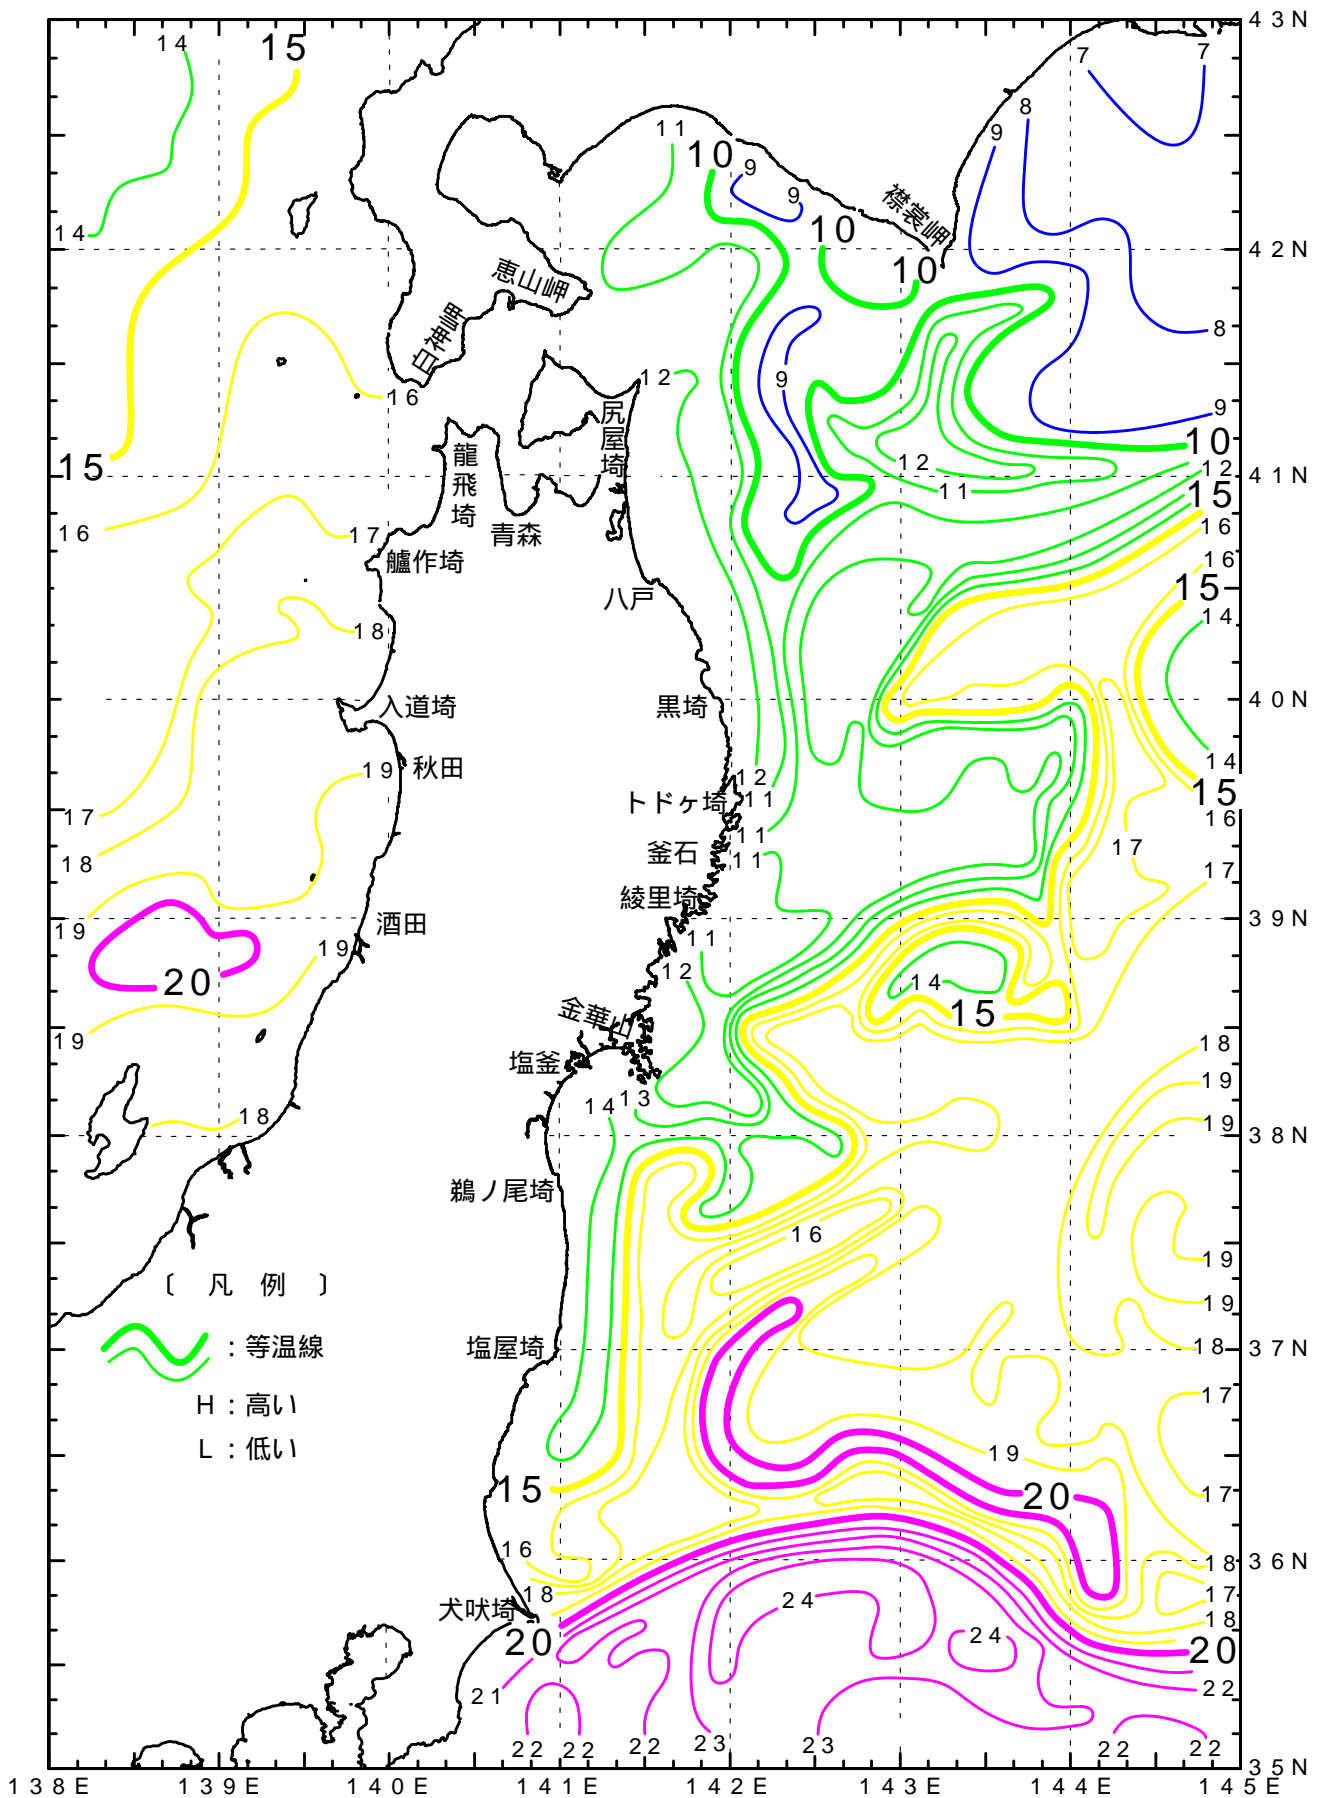 43N
14
15
7
7
8
9
11
10
9
9
襟裳岬
14
10
42N
10
恵山岬
白神岬
8
12
9
16
9
尻屋埼
10
15
龍飛埼
12
12
41N
11
15
16
16
17
青森
艫作埼
16
15
八戸
14
18
入道埼
黒埼
40N
14
秋田
19
12
15
トドヶ埼
11
17
16
11
釜石
11
17
18
17
綾里埼
19
酒田
39N
11
19
12
20
14
15
金華山
19
18
塩釜
19
14
13
18
19
38N
鵜ノ尾埼
16
19
〔 凡 例 〕
19
塩屋埼
18
37N
:等温線
17
H:高い
L:低い
19
15
20
17
16
18
36N
18
17
24
犬吠埼
18
20
24
20
21
22
22
22
22
23
23
22
22
35N
138E
139E
140E
141E
142E
143E
144E
145E